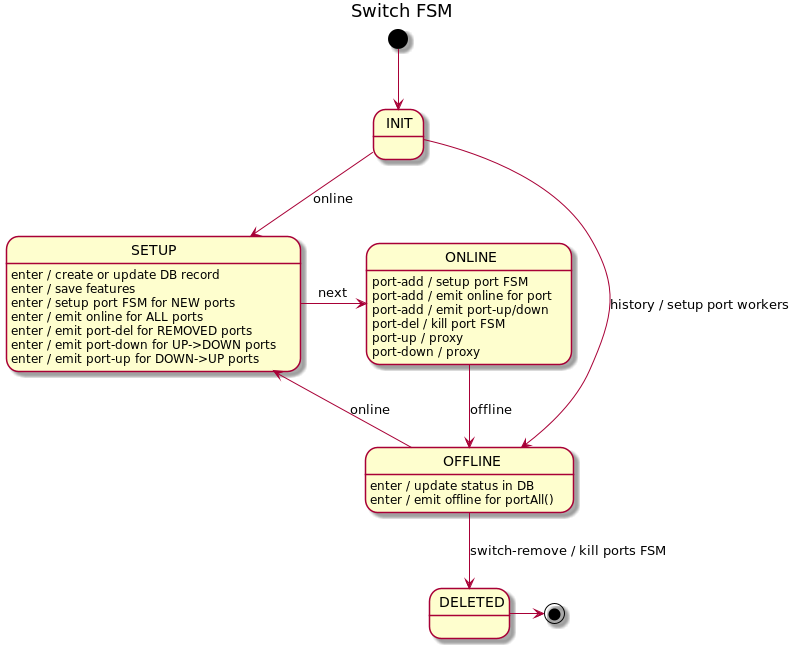 Switch FSM
INIT
online
SETUP
enter / create or update DB record
enter / save features
enter / setup port FSM for NEW ports
enter / emit online for ALL ports
enter / emit port-del for REMOVED ports
enter / emit port-down for UP->DOWN ports
enter / emit port-up for DOWN->UP ports
next
ONLINE
port-add / setup port FSM
port-add / emit online for port
port-add / emit port-up/down
port-del / kill port FSM
port-up / proxy
port-down / proxy
history / setup port workers
online
offline
OFFLINE
enter / update status in DB
enter / emit offline for portAll()
switch-remove / kill ports FSM
DELETED